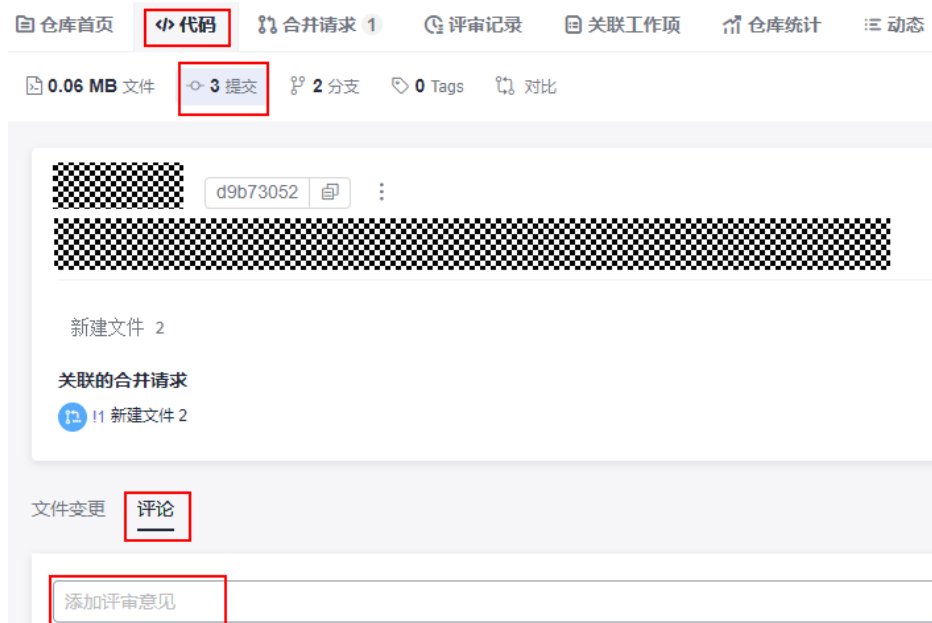 仓库首页 代码 合并请求 1 评审记录 关联工作项 仓库统计 动态
0.06 MB 文件 3 提交 2 分支 0 Tags 对比
d9b73052
新建文件 2
关联的合并请求
!1 新建文件 2
文件变更 评论
添加评审意见